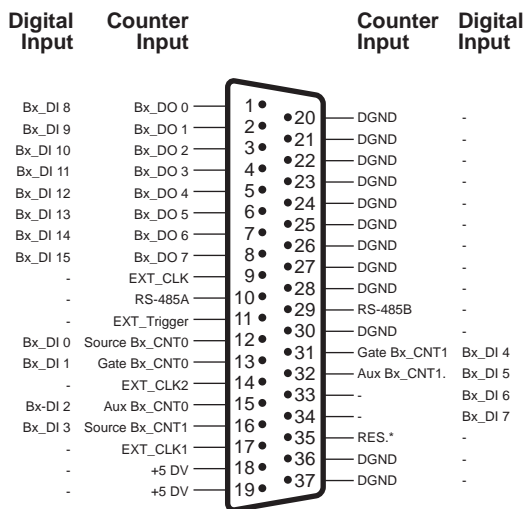 Digital Input Counter Input Counter Input Digital Input
Bx_DI 8 Bx_DO 0 1
Bx_DI 9 Bx_DO 1 2
Bx_DI 10 Bx_DO 2 3
Bx_DI 11 Bx_DO 3 4
Bx_DI 12 Bx_DO 4 5
Bx_DI 13 Bx_DO 5 6
Bx_DI 14 Bx_DO 6 7
Bx_DI 15 Bx_DO 7 8
- EXT_CLK 9
- RS-485A 10
- EXT_Trigger 11
Bx_DI 0 Source Bx_CNT0 12
Bx_DI 1 Gate Bx_CNT0 13
- EXT_CLK2 14
Bx-DI 2 Aux Bx_CNT0 15
Bx_DI 3 Source Bx_CNT1 16
- EXT_CLK1 17
- +5 DV 18
- +5 DV 19
20 DGND -
21 DGND -
22 DGND -
23 DGND -
24 DGND -
25 DGND -
26 DGND -
27 DGND -
28 DGND -
29 RS-485B -
30 DGND -
31 Gate Bx_CNT1 Bx_DI 4
32 Aux Bx_CNT1. Bx_DI 5
33 - Bx_DI 6
34 - Bx_DI 7
35 RES.* -
36 DGND -
37 DGND -